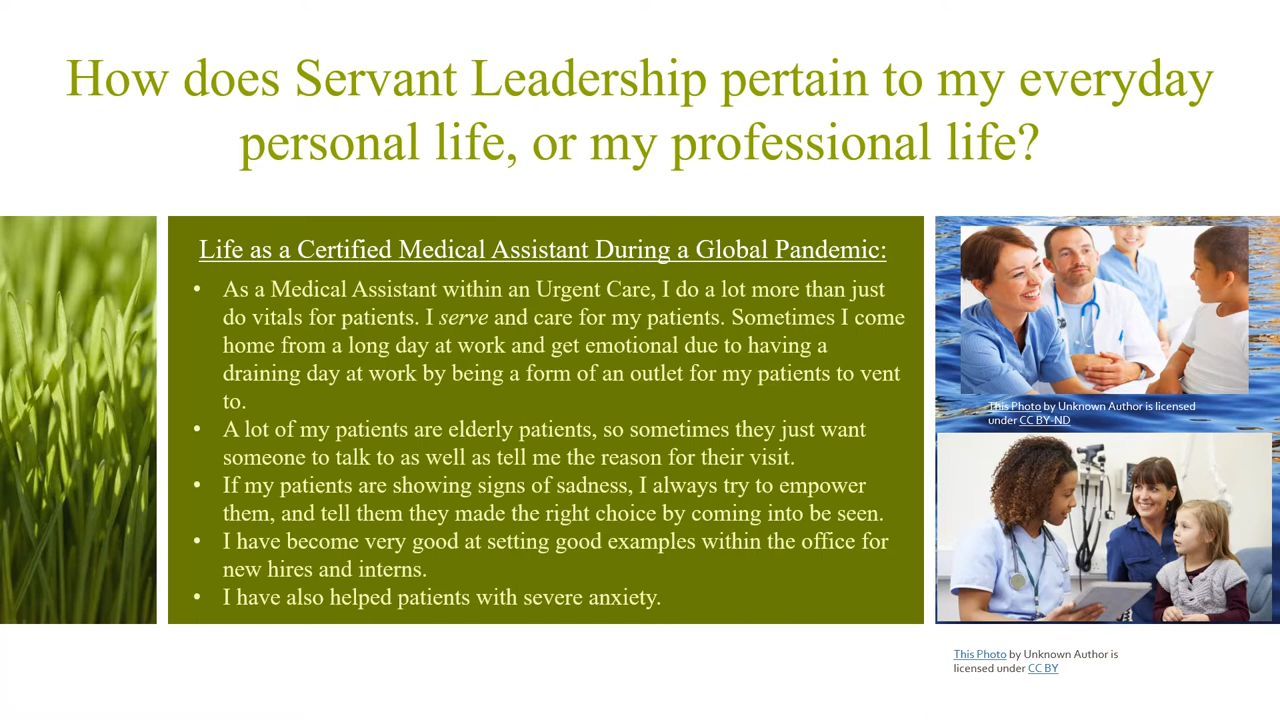 How does Servant Leadership pertain to my everyday
personal life, or my professional life?
Life as a Certified Medical Assistant During a Global Pandemic:
• As a Medical Assistant within an Urgent Care, I do a lot more than just
do vitals for patients. I serve and care for my patients. Sometimes I come
home from a long day at work and get emotional due to having a
draining day at work by being a form of an outlet for my patients to vent
to.
• A lot of my patients are elderly patients, so sometimes they just want
someone to talk to as well as tell me the reason for their visit.
• If my patients are showing signs of sadness, I always try to empower
them, and tell them they made the right choice by coming into be seen.
• I have become very good at setting good examples within the office for
new hires and interns.
• I have also helped patients with severe anxiety.
This Photo by Unknown Author is licensed
under CC BY-ND
This Photo by Unknown Author is
licensed under CC BY